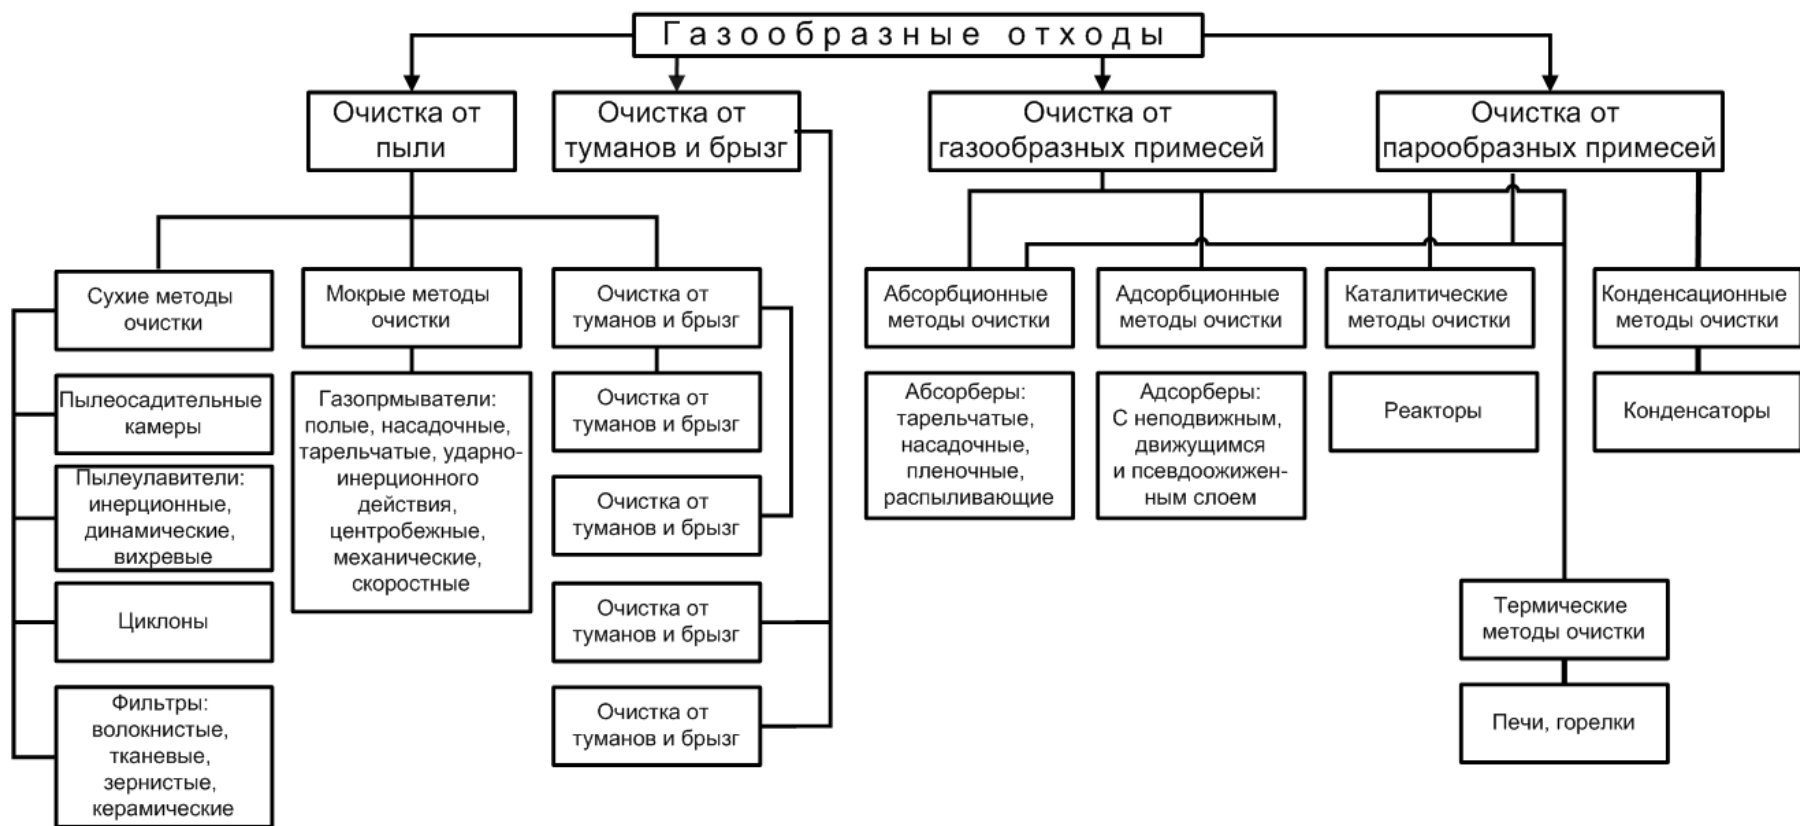 Газообразные отходы
Очистка от
пыли
Очистка от
туманов и брызг
Очистка от
газообразных примесей
Очистка от
парообразных примесей
Сухие методы
очистки
Мокрые методы
очистки
Очистка от
туманов и брызг
Абсорбционные
методы очистки
Адсорбционные
методы очистки
Каталитические
методы очистки
Конденсационные
методы очистки
Пылеосадительные
камеры
Пылеулавители:
инерционные,
динамические,
вихревые
Циклоны
Фильтры:
волокнистые,
тканевые,
зернистые,
керамические
Газопрмыватели:
полые, насадочные,
тарельчатые, ударно-
инерционного
действия,
центробежные,
механические,
скоростные
Очистка от
туманов и брызг
Очистка от
туманов и брызг
Очистка от
туманов и брызг
Очистка от
туманов и брызг
Абсорберы:
тарельчатые,
насадочные,
пленочные,
распыливающие
Адсорберы:
С неподвижным,
движущимся
и псевдоожижен-
ным слоем
Реакторы
Конденсаторы
Термические
методы очистки
Печи, горелки